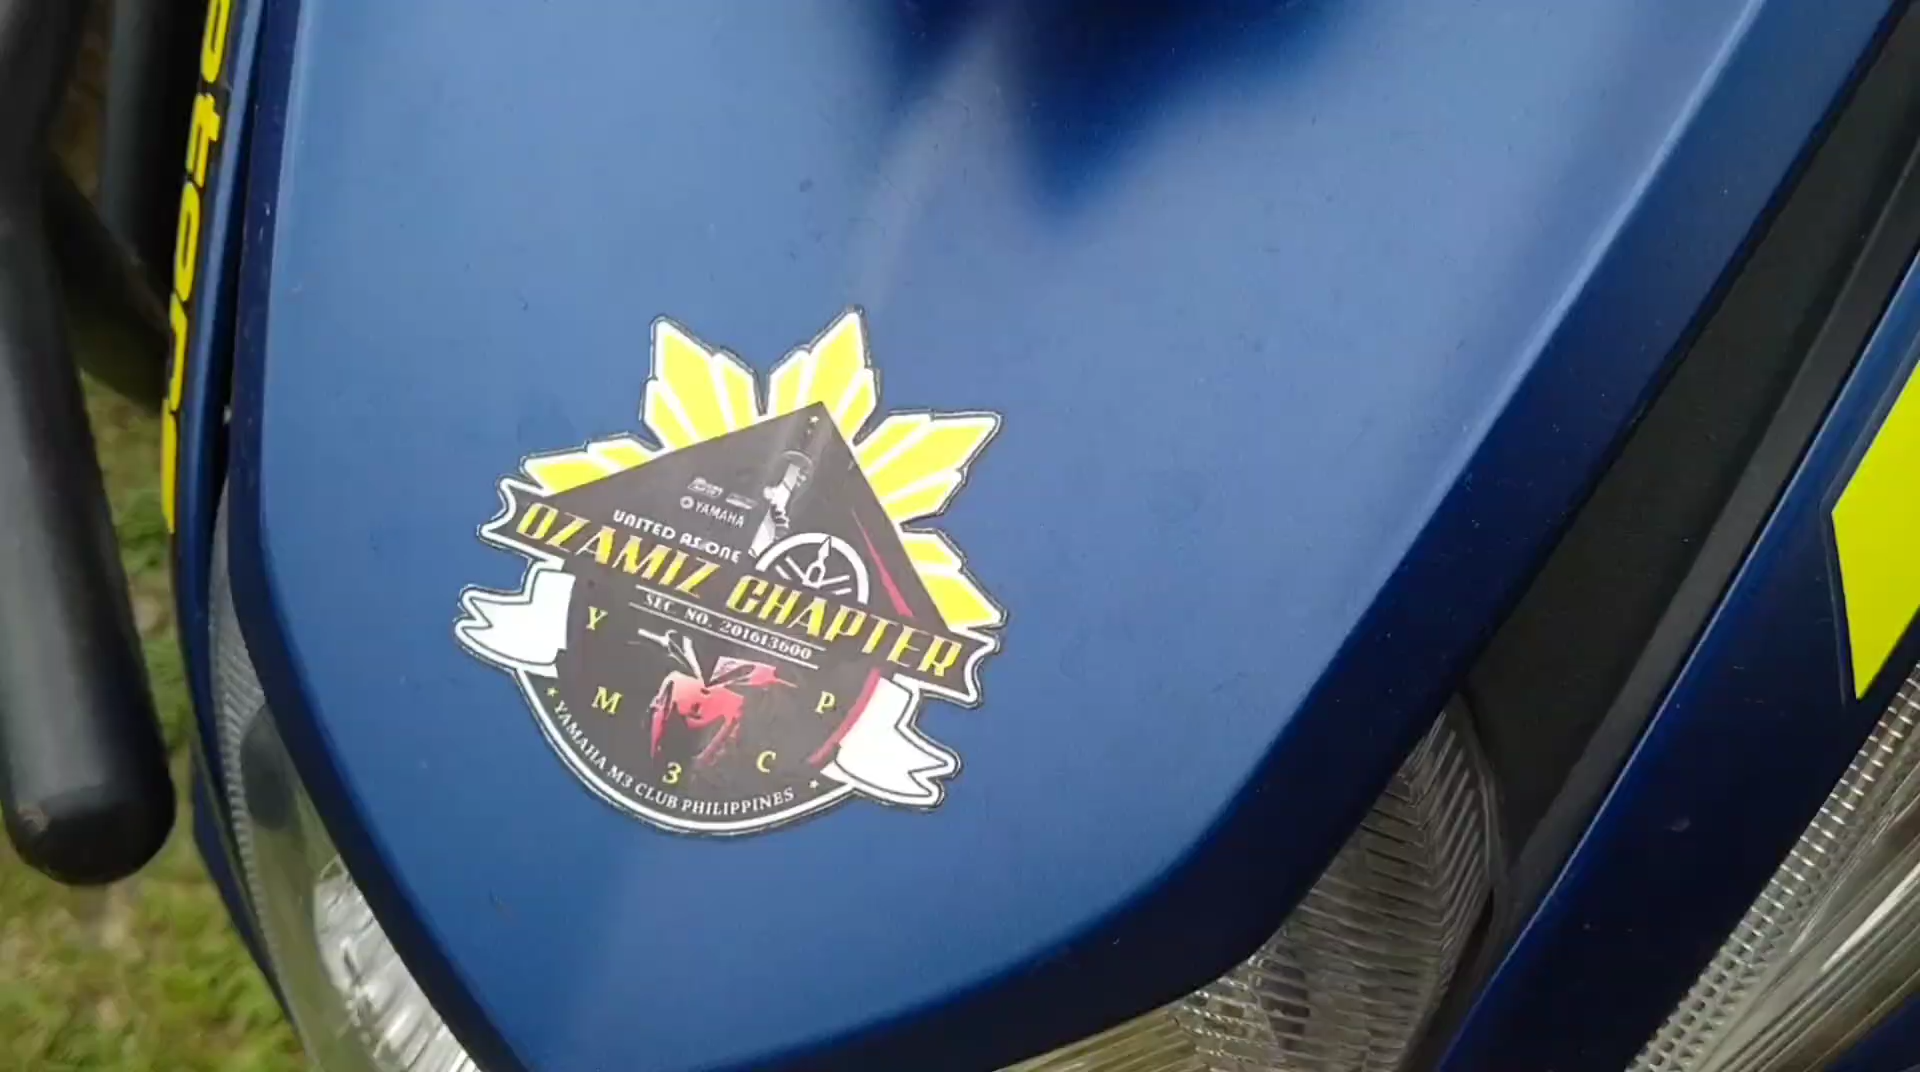 YAMAHA
UNITED AS ONE
OZAMIZ CHAPTER
SEC. NO. 201613600
Y
M
3
C
P
YAMAHA M3 CLUB PHILIPPINES